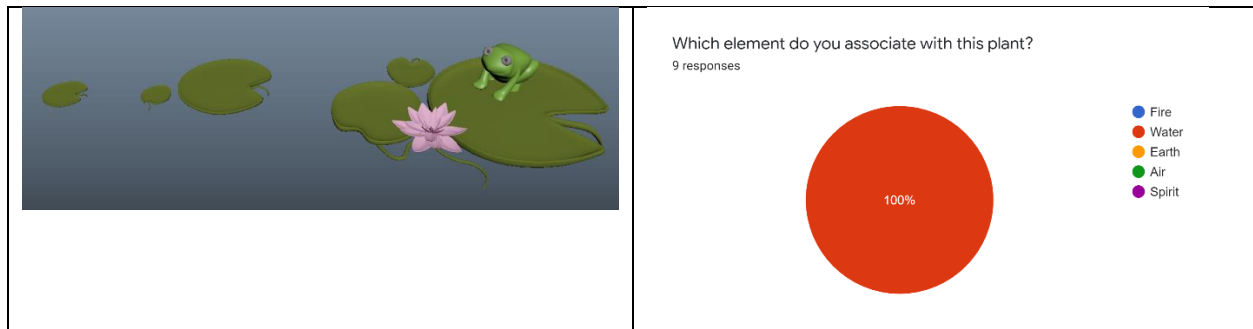 Which element do you associate with this plant?
9 responses
100%
Fire
Water
Earth
Air
Spirit